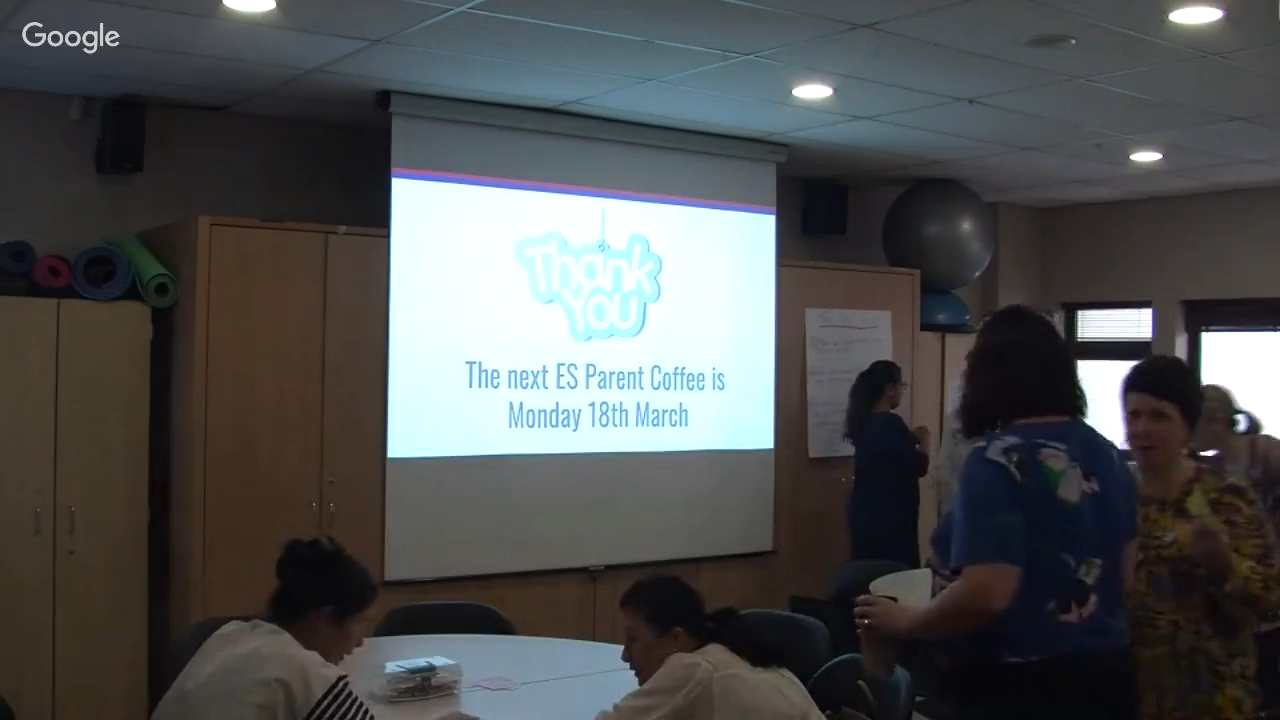 Google
Thank
You
The next ES Parent Coffee is
Monday 18th March